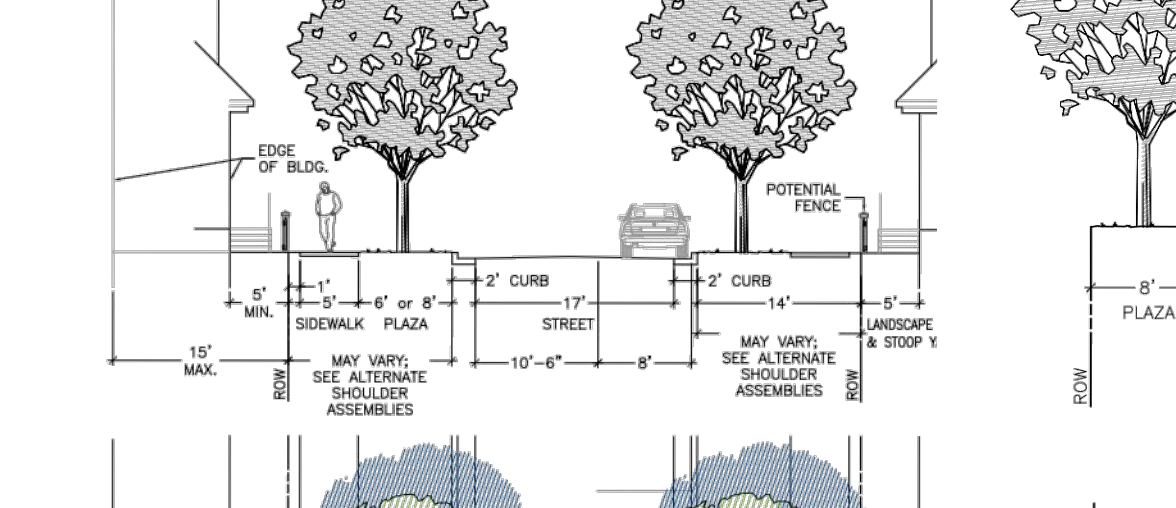 EDGE
OF BLDG.
POTENTIAL
FENCE
5'
MIN.
1'
5'
6' or 8'
2' CURB
17'
2' CURB
14'
5'
8'
SIDEWALK PLAZA
STREET
LANDSCAPE
& STOOP
PLAZA
15'
MAX.
ROW
MAY VARY;
SEE ALTERNATE
SHOULDER
ASSEMBLIES
10'-6"
8'
MAY VARY;
SEE ALTERNATE
SHOULDER
ASSEMBLIES
ROW
ROW